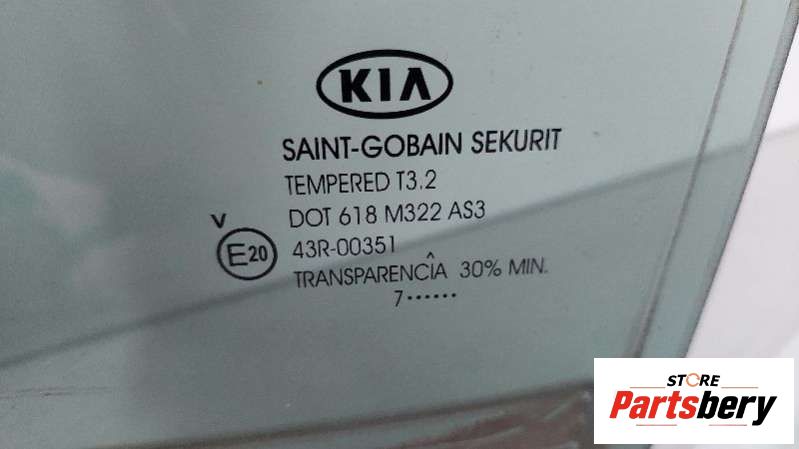 KIA
SAINT-GOBAIN SEKURIT
TEMPERED T3.2
DOT 618 M322 AS3
V
E20 43R-00351
TRANSPARENCÎA 30% MIN.
7••••••
STORE
Partsbery